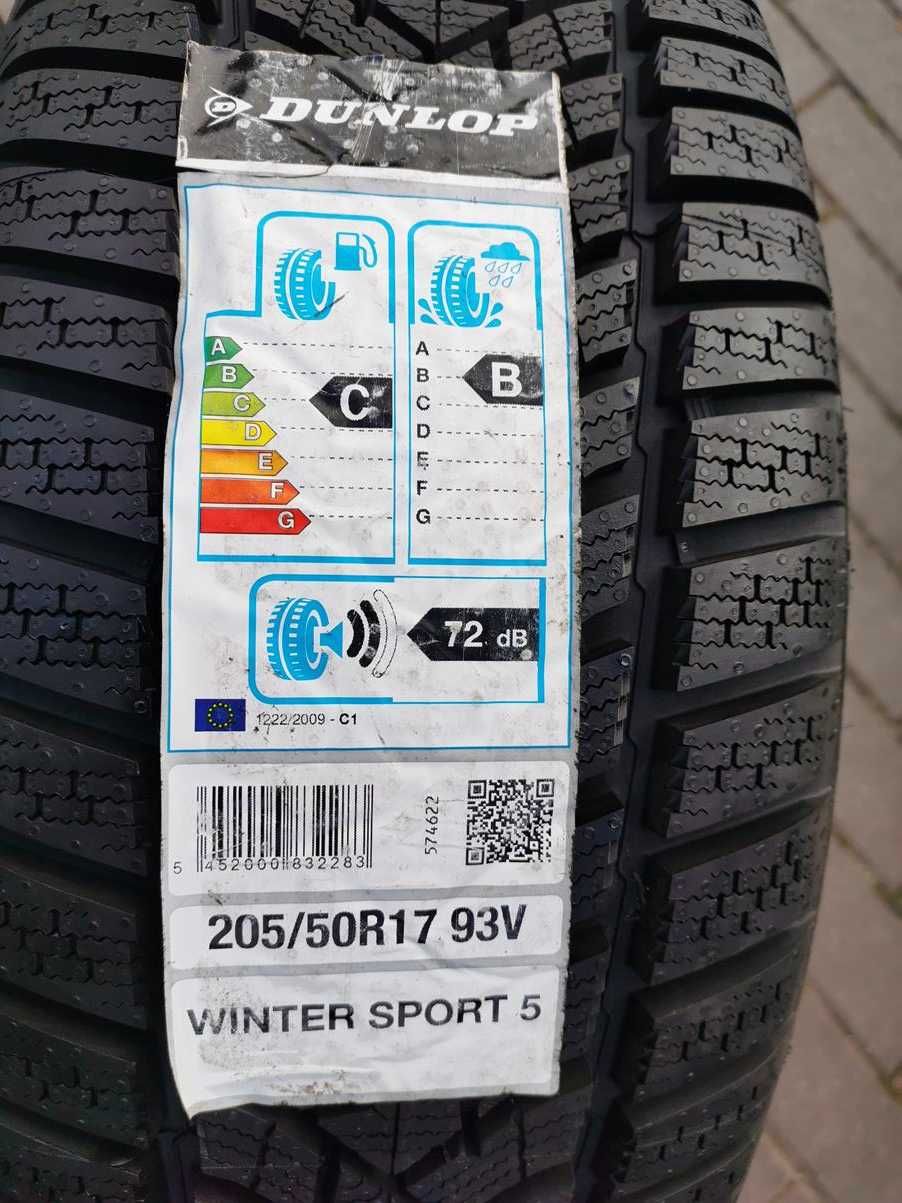 D DUNLOP
A
B
C
D
E
F
G
C
A
B
C
D
E
F
G
B
72 dB
1222/2009 - C1
5 452000 832283
574622
205/50R17 93V
WINTER SPORT 5